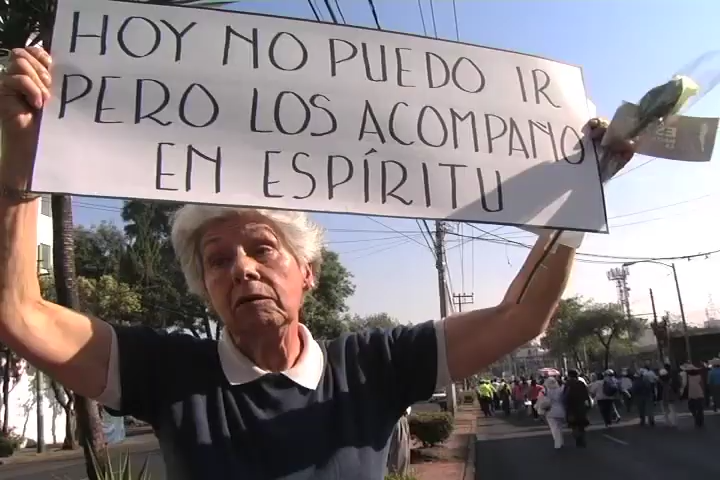 HOY NO PUEDO IR
PERO LOS ACOMPAÑO
EN ESPÍRITU